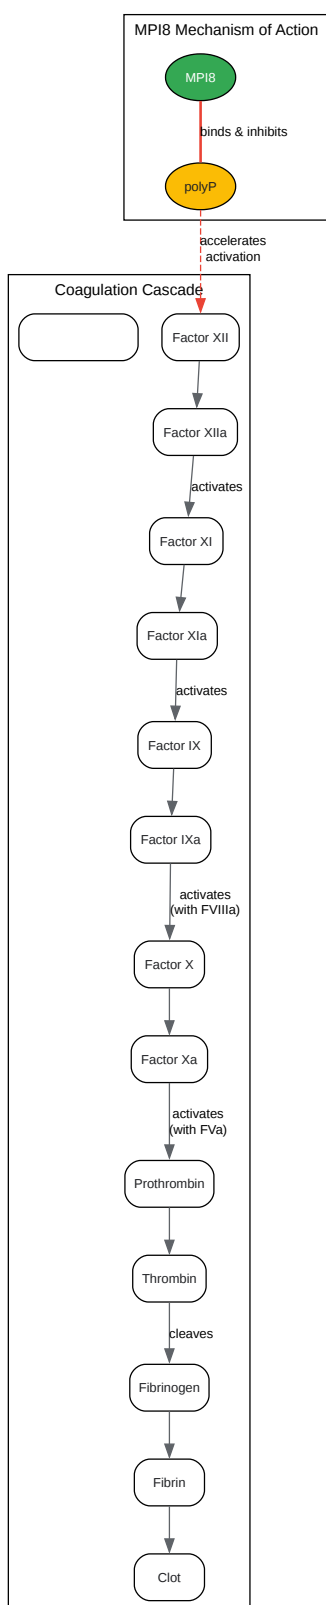 MPI8 Mechanism of Action
MPI8
binds & inhibits
polyP
accelerates
activation
Coagulation Cascade
Factor XII
Factor XIIa
activates
Factor XI
Factor XIa
activates
Factor IX
Factor IXa
activates
(with FVIIIa)
Factor X
Factor Xa
activates
(with FVa)
Prothrombin
Thrombin
cleaves
Fibrinogen
Fibrin
Clot